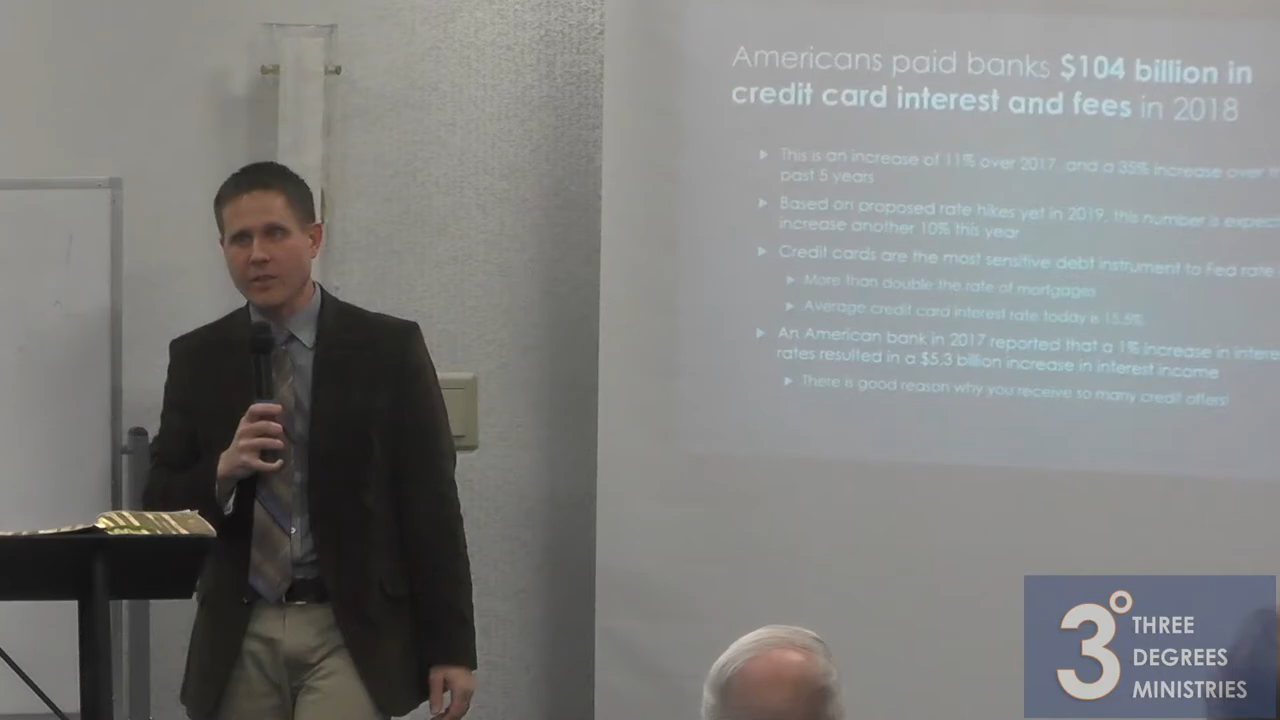 Americans paid banks $104 billion in
credit card interest and fees in 2018
This is an increase of 11% over 2017, and a 35% increase over
past 5 years
Based on proposed rate hikes yet in 2019, this number is
increase another 10% this year
Credit cards are the most sensitive debt instrument to Fed rate
More than double the rate of mortgages
Average credit card interest rate today is 15.5%
An American bank in 2017 reported that a 1% increase in
rates resulted in a $5.3 billion increase in interest income
There is good reason why you receive so many credit offers!
3°
THREE
DEGREES
MINISTRIES